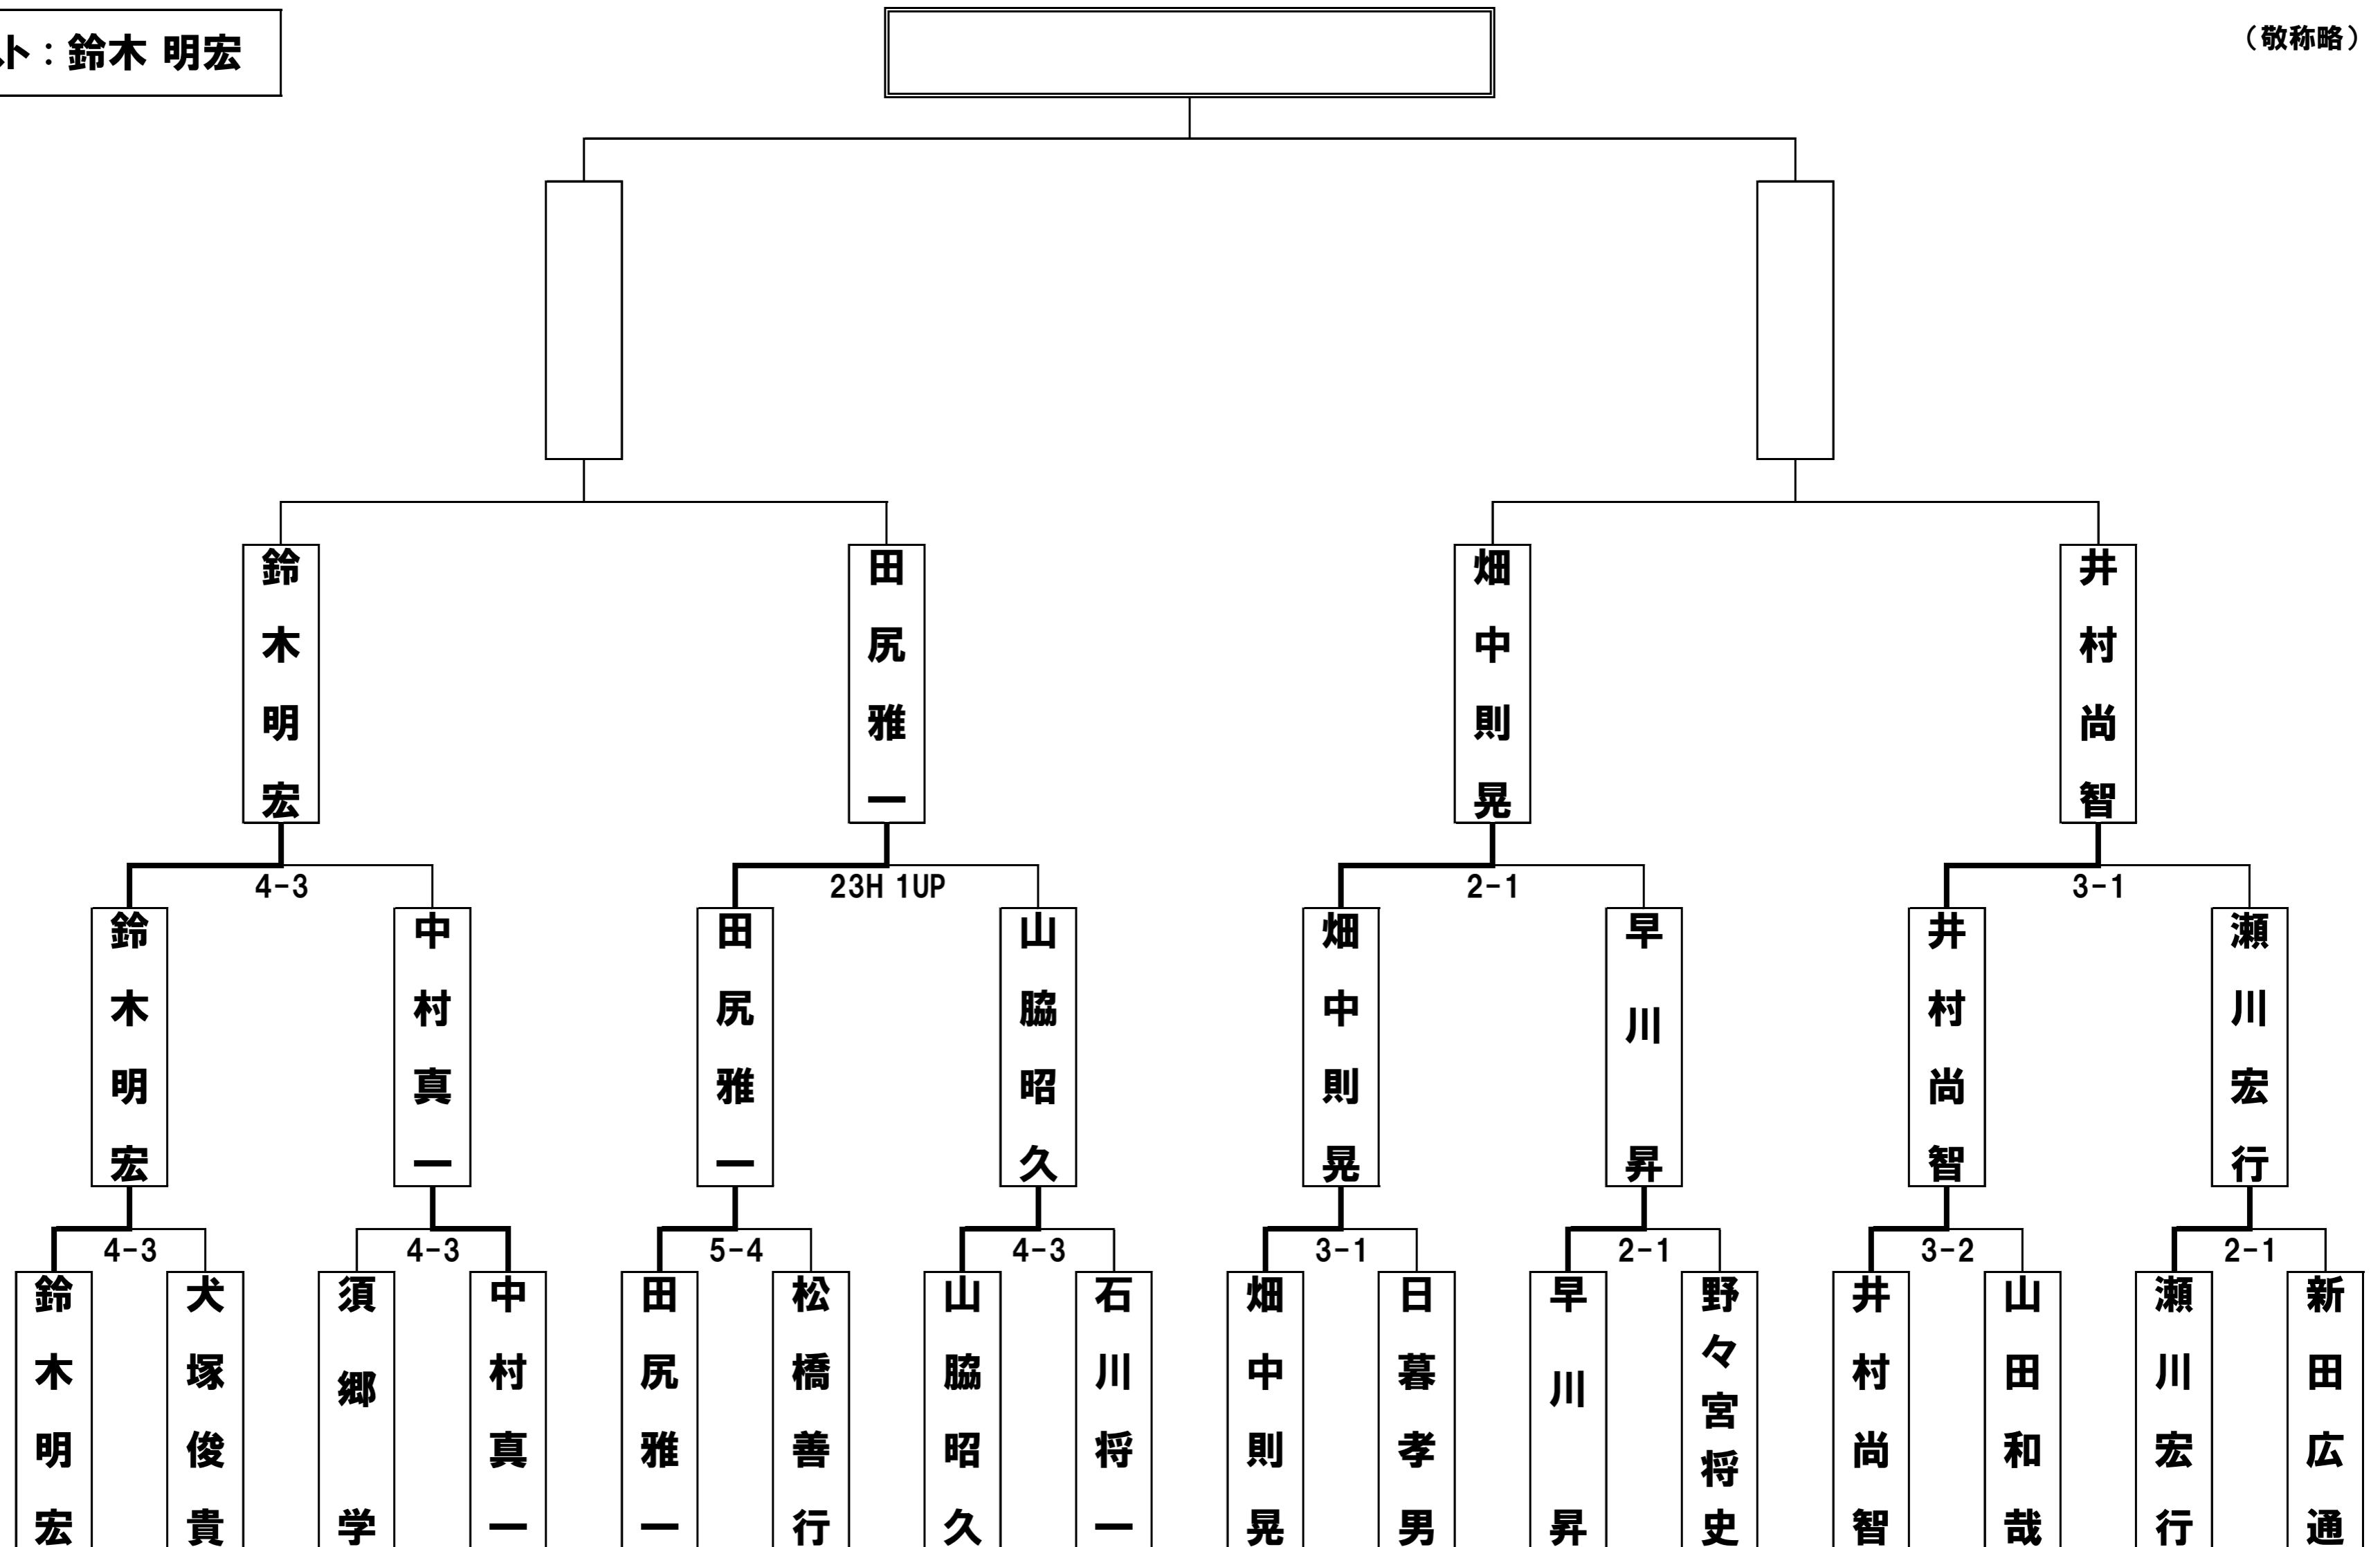 ト：鈴木 明宏
（敬称略）
鈴木明宏
田尻雅一
畑中則晃
井村尚智
4-3
23H 1UP
2-1
3-1
鈴木明宏
中村真一
田尻雅一
山脇昭久
畑中則晃
早川昇
井村尚智
瀬川宏行
4-3
4-3
5-4
4-3
3-1
2-1
3-2
2-1
鈴木明宏
犬塚俊貴
須郷学
中村真一
田尻雅一
松橋善行
山脇昭久
石川将一
畑中則晃
日暮孝男
早川昇
野々宮将史
井村尚智
山田和哉
瀬川宏行
新田広通